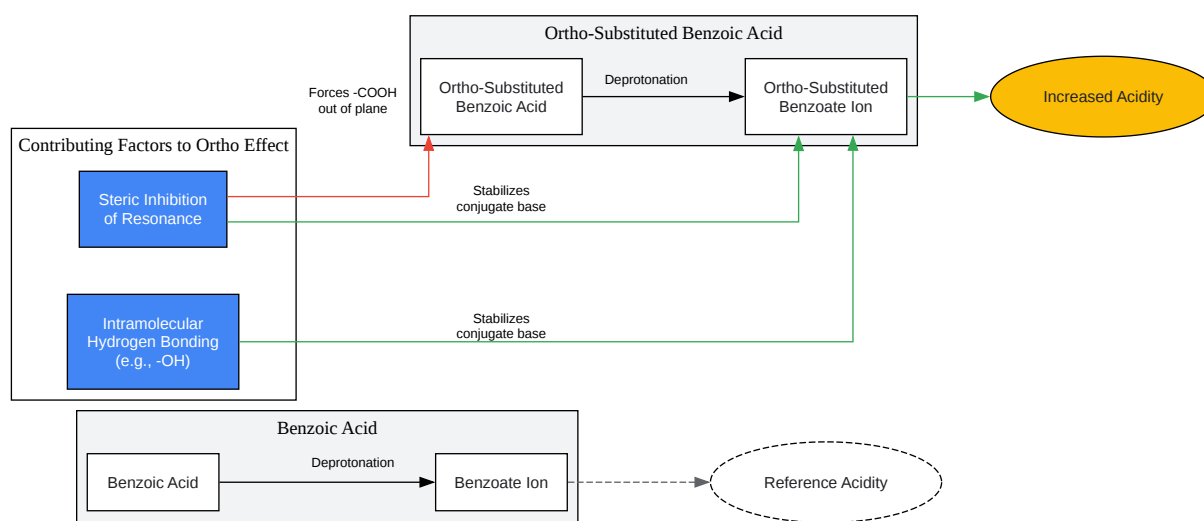 Ortho-Substituted Benzoic Acid
Ortho-Substituted
Benzoic Acid
Deprotonation
Ortho-Substituted
Benzoate Ion
Increased Acidity
Forces -COOH
out of plane
Contributing Factors to Ortho Effect
Steric Inhibition
of Resonance
Stabilizes
conjugate base
Intramolecular
Hydrogen Bonding
(e.g., -OH)
Stabilizes
conjugate base
Benzoic Acid
Benzoic Acid
Deprotonation
Benzoate Ion
Reference Acidity